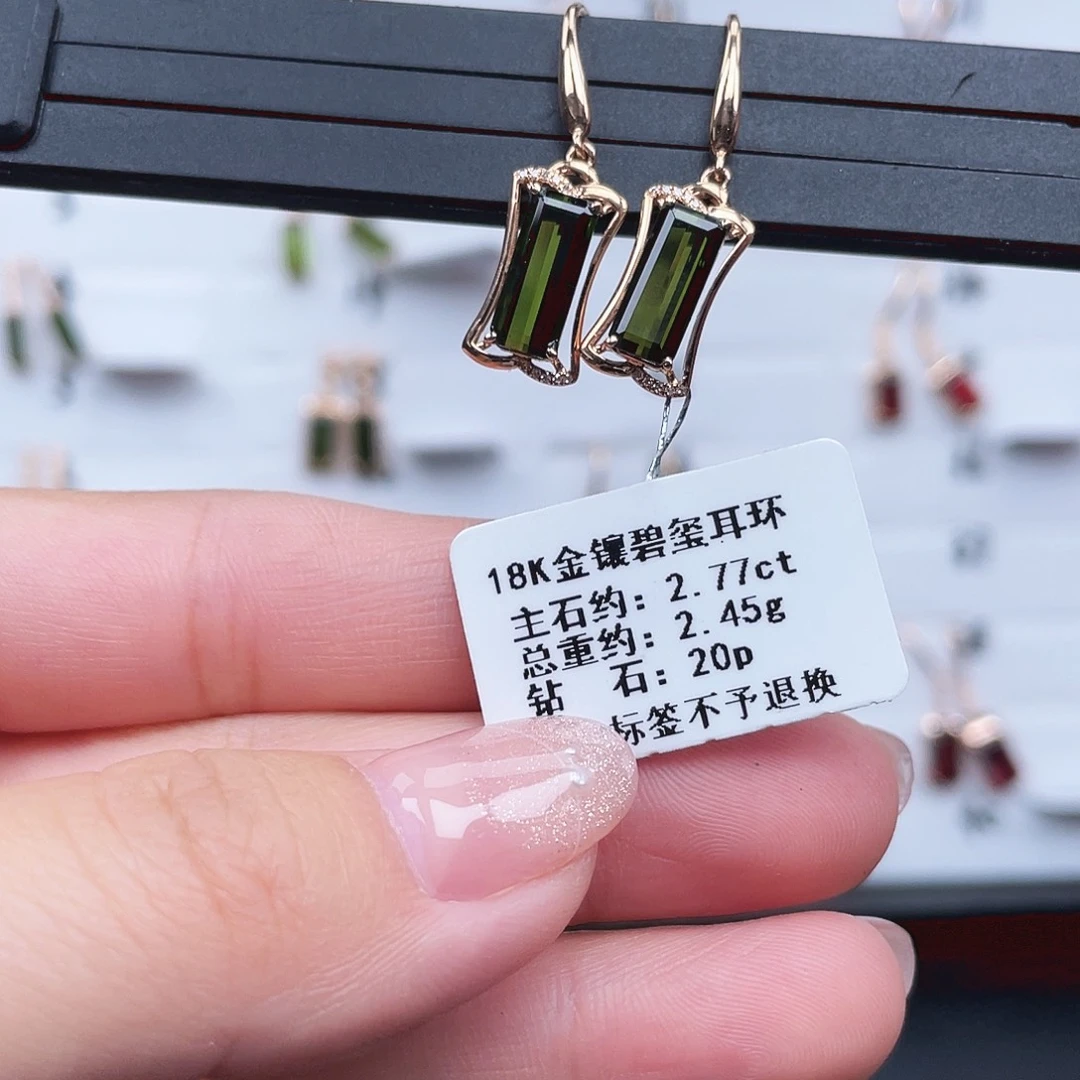 18K金镶碧玺耳环
主石约: 2.77ct
总重约: 2.45g
钻 石: 20p
标签不予退换